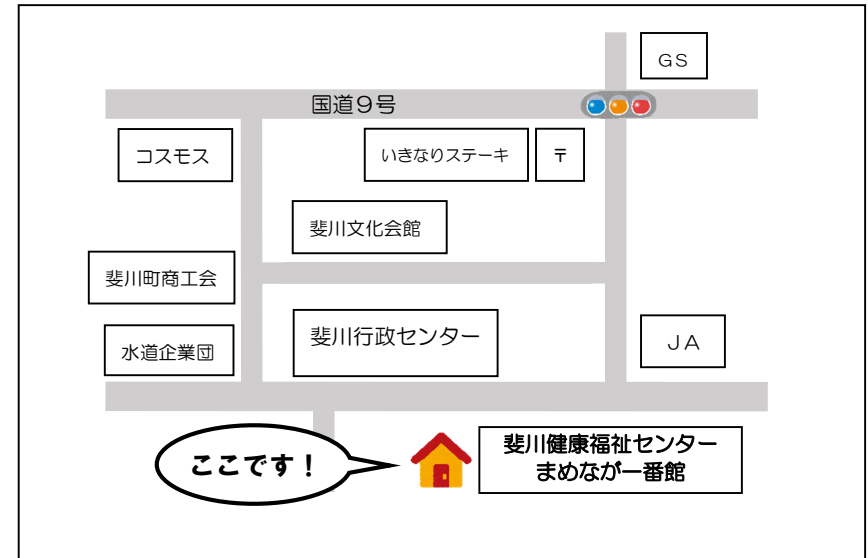 ＧＳ
国道９号
コスモス
いきなりステーキ
〒
斐川文化会館
斐川町商工会
斐川行政センター
水道企業団
ＪＡ
ここです！
斐川健康福祉センター
まめなが一番館